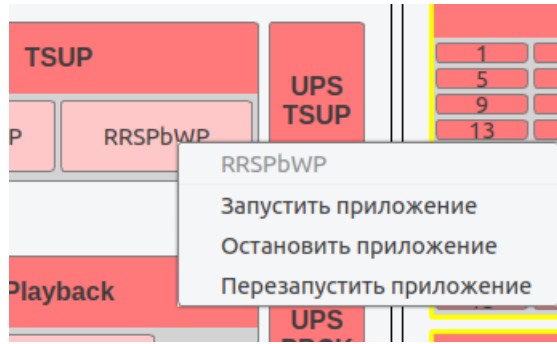 TSUP
UPS
TSUP
1
5
9
13
P
RRSPbWP
RRSPbWP
Запустить приложение
Остановить приложение
Перезапустить приложение
Playback
UPS